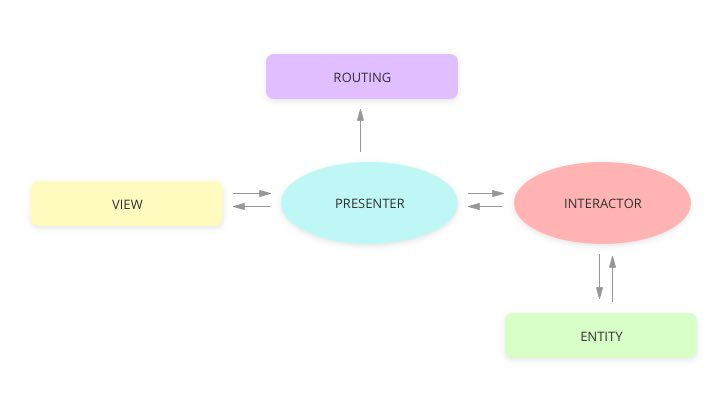 ROUTING
VIEW
PRESENTER
INTERACTOR
ENTITY